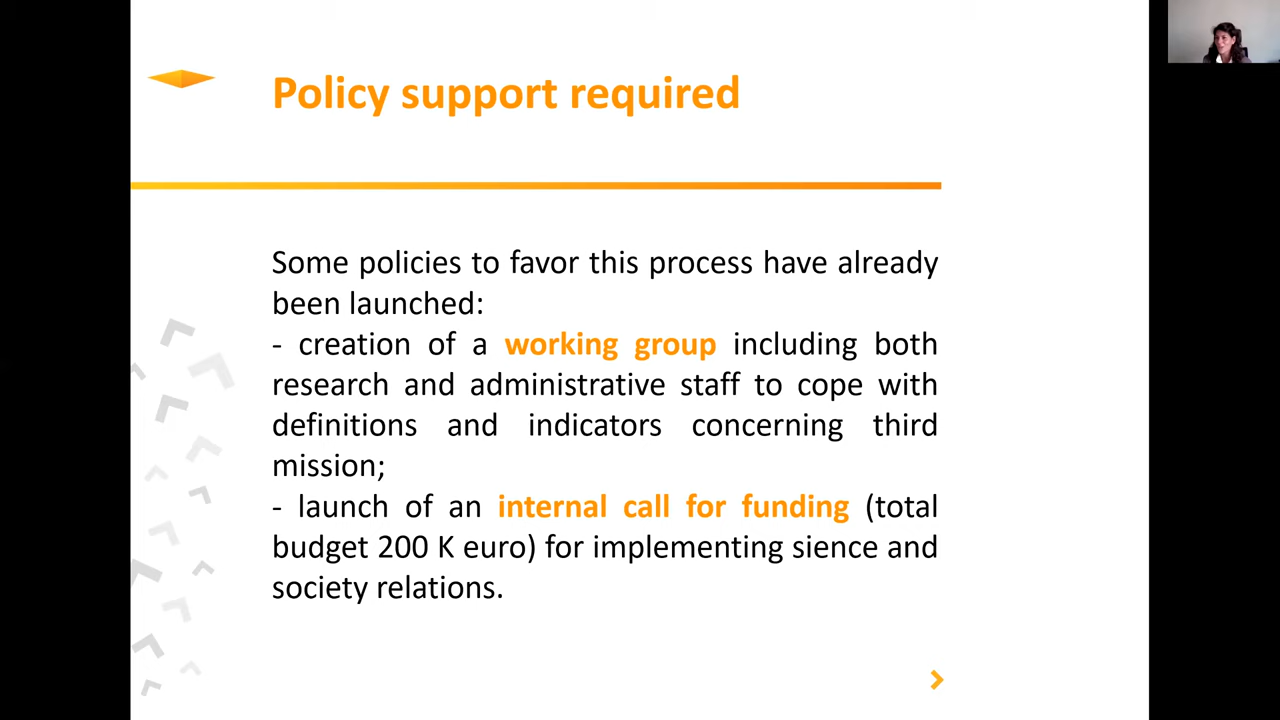 Policy support required
Some policies to favor this process have already
been launched:
- creation of a working group including both
research and administrative staff to cope with
definitions and indicators concerning third
mission;
- launch of an internal call for funding (total
budget 200 K euro) for implementing sience and
society relations.